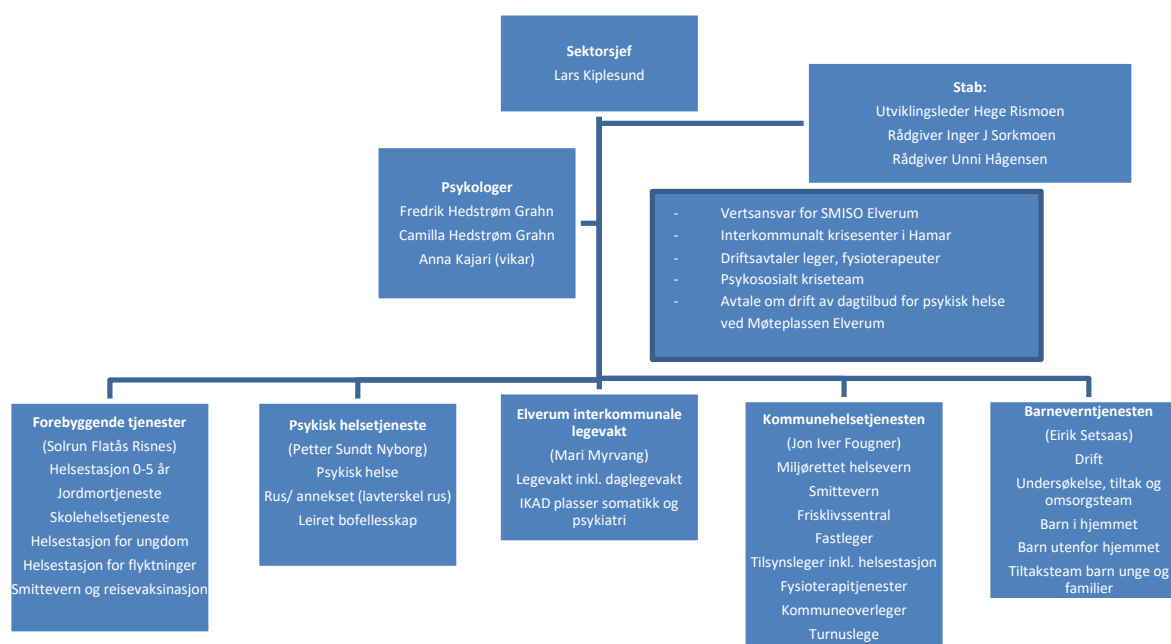 Sektorsjef
Lars Kiplesund
Stab:
Utviklingsleder Hege Rismoen
Rådgiver Inger J Sorkmoen
Rådgiver Unni Hågensen
Psykologer
Fredrik Hedstrøm Grahn
Camilla Hedstrøm Grahn
Anna Kajari (vikar)
- Vertsansvar for SMISO Elverum
- Interkommunalt krisesenter i Hamar
- Driftsavtaler leger, fysioterapeuter
- Psykososialt kriseteam
- Avtale om drift av dagtilbud for psykisk helse
ved Møteplassen Elverum
Forebyggende tjenester
(Solrun Flatås Risnes)
Helsestasjon 0-5 år
Jordmortjeneste
Skolehelsetjeneste
Helsestasjon for ungdom
Helsestasjon for flyktninger
Smittevern og reisevaksinasjon
Psykisk helsetjeneste
(Petter Sundt Nyborg)
Psykisk helse
Rus/ annekset (lavterskel rus)
Leiret bofellesskap
Elverum interkommunale
legevakt
(Mari Myrvang)
Legevakt inkl. daglegevakt
IKAD plasser somatikk og
psykiatri
Kommunehelsetjenesten
(Jon Iver Fougner)
Miljørettet helsevern
Smittevern
Frisklivssentral
Fastleger
Tilsynsleger inkl. helsestasjon
Fysioterapitjenester
Kommuneoverleger
Turnuslege
Barneverntjenesten
(Eirik Setsaas)
Drift
Undersøkelse, tiltak og
omsorgsteam
Barn i hjemmet
Barn utenfor hjemmet
Tiltaksteam barn unge og
familier